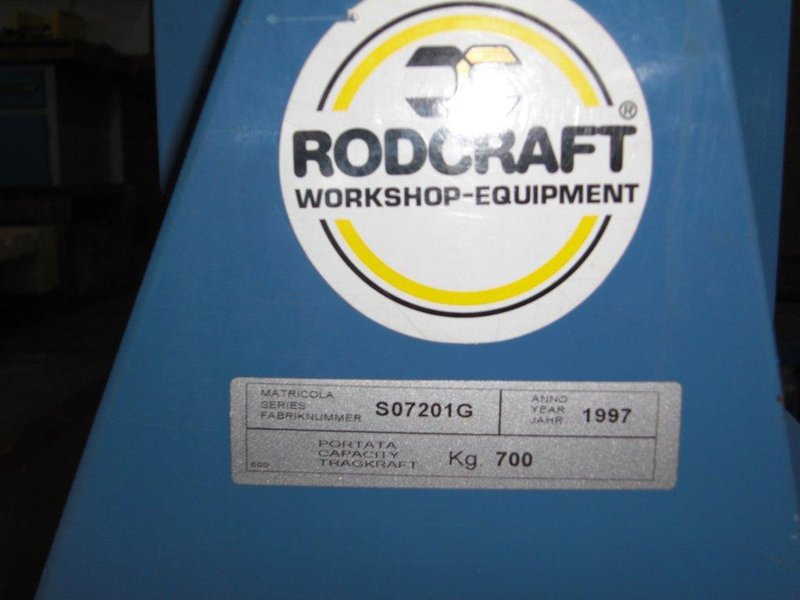 ®
RODCRAFT
WORKSHOP-EQUIPMENT
MATRICOLA
SERIES
FABRIKNUMMER
S07201G
ANNO
YEAR
JAHR
1997
PORTATA
CAPACITY
TRAGKRAFT
Kg. 700